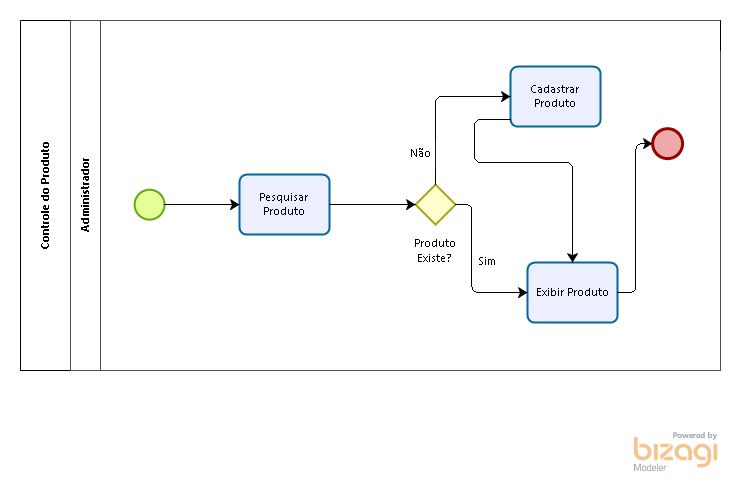 Controle do Produto
Administrador
Pesquisar
Produto
Produto
Existe?
Não
Sim
Cadastrar
Produto
Exibir Produto
Powered by
bizagi
Modeler